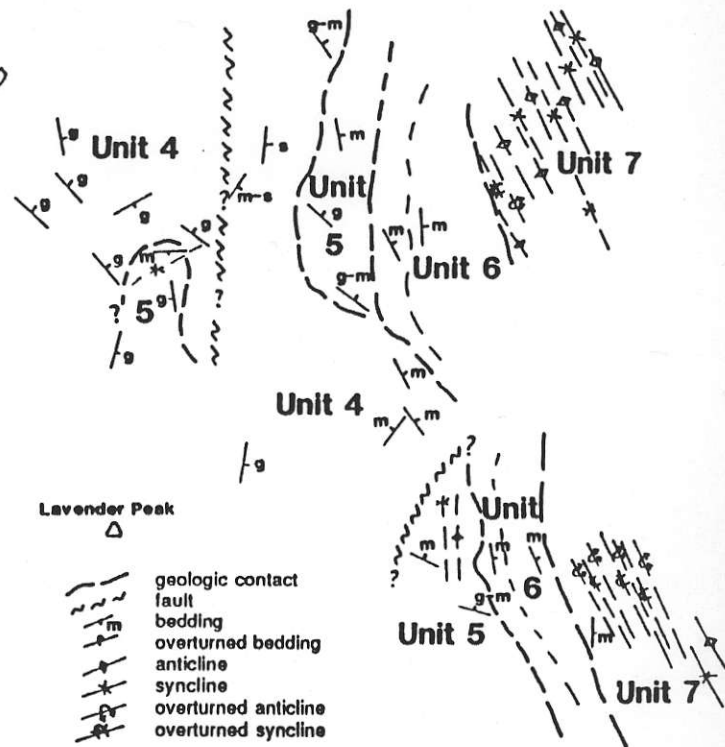 g-m
g
Unit 4
s
m
Unit 7
g
?
m-s
Unit
g
g
g
g
g
m
5
m
m
g
m
Unit 6
g-m
?
5
g
?
g
m
Unit 4
m
m
?
g
Lavender Peak
Unit
m
m
m
6
?
g-m
Unit 5
m
Unit 7
geologic contact
fault
m
bedding
overturned bedding
anticline
syncline
overturned anticline
overturned syncline